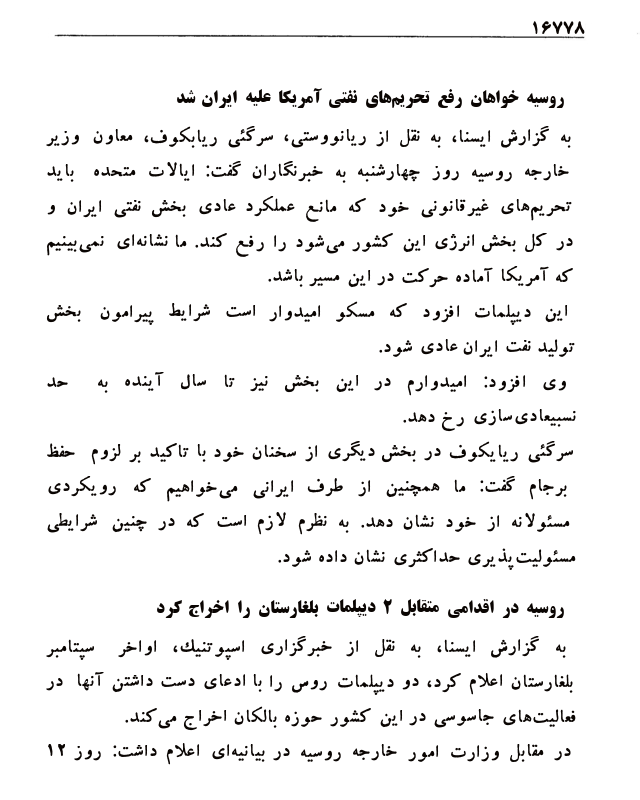 ۱۶۷۷۸
روسیه خواهان رفع تحریم‌های نفتی آمریکا علیه ایران شد
به گزارش ایسنا، به نقل از ریانووستی، سرگئی ریابکوف، معاون وزیر
خارجه روسیه روز چهارشنبه به خبرنگاران گفت: ایالات متحده باید
تحریم‌های غیرقانونی خود که مانع عملکرد عادی بخش نفتی ایران و
در کل بخش انرژی این کشور می‌شود را رفع کند. ما نشانه‌ای نمی‌بینیم
که آمریکا آماده حرکت در این مسیر باشد.
این دیپلمات افزود که مسکو امیدوار است شرایط پیرامون بخش
تولید نفت ایران عادی شود.
وی افزود: امیدوارم در این بخش نیز تا سال آینده به حد
نسبیعادی‌سازی رخ دهد.
سرگئی ریایکوف در بخش دیگری از سخنان خود با تاکید بر لزوم حفظ
برجام گفت: ما همچنین از طرف ایرانی می‌خواهیم که رویکردی
مسئولانه از خود نشان دهد. به نظرم لازم است که در چنین شرایطی
مسئولیت‌پذیری حداکثری نشان داده شود.
روسیه در اقدامی متقابل ۲ دیپلمات بلغارستان را اخراج کرد
به گزارش ایسنا، به نقل از خبرگزاری اسپوتنیك، اواخر سپتامبر
بلغارستان اعلام کرد، دو دیپلمات روس را با ادعای دست داشتن آنها در
فعالیت‌های جاسوسی در این کشور حوزه بالکان اخراج می‌کند.
در مقابل وزارت امور خارجه روسیه در بیانیه‌ای اعلام داشت: روز ۱۲